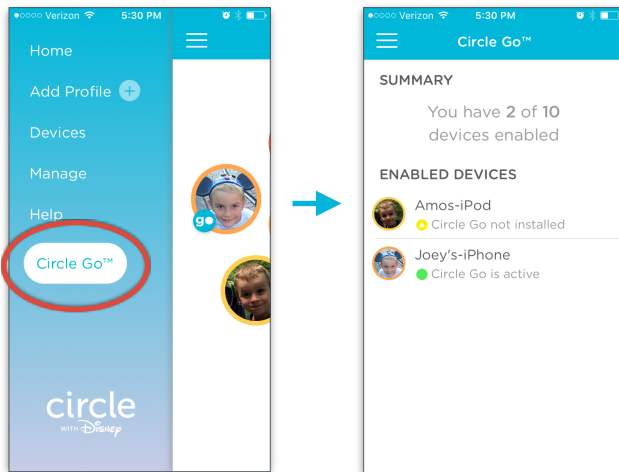 ●oooo Verizon 5:30 PM
Home
Add Profile +
Devices
Manage
Help
Circle Go™
go
circle
WITH Disney
●oooo Verizon 5:30 PM
Circle Go™
SUMMARY
You have 2 of 10
devices enabled
ENABLED DEVICES
Amos-iPod
Circle Go not installed
Joey's-iPhone
Circle Go is active